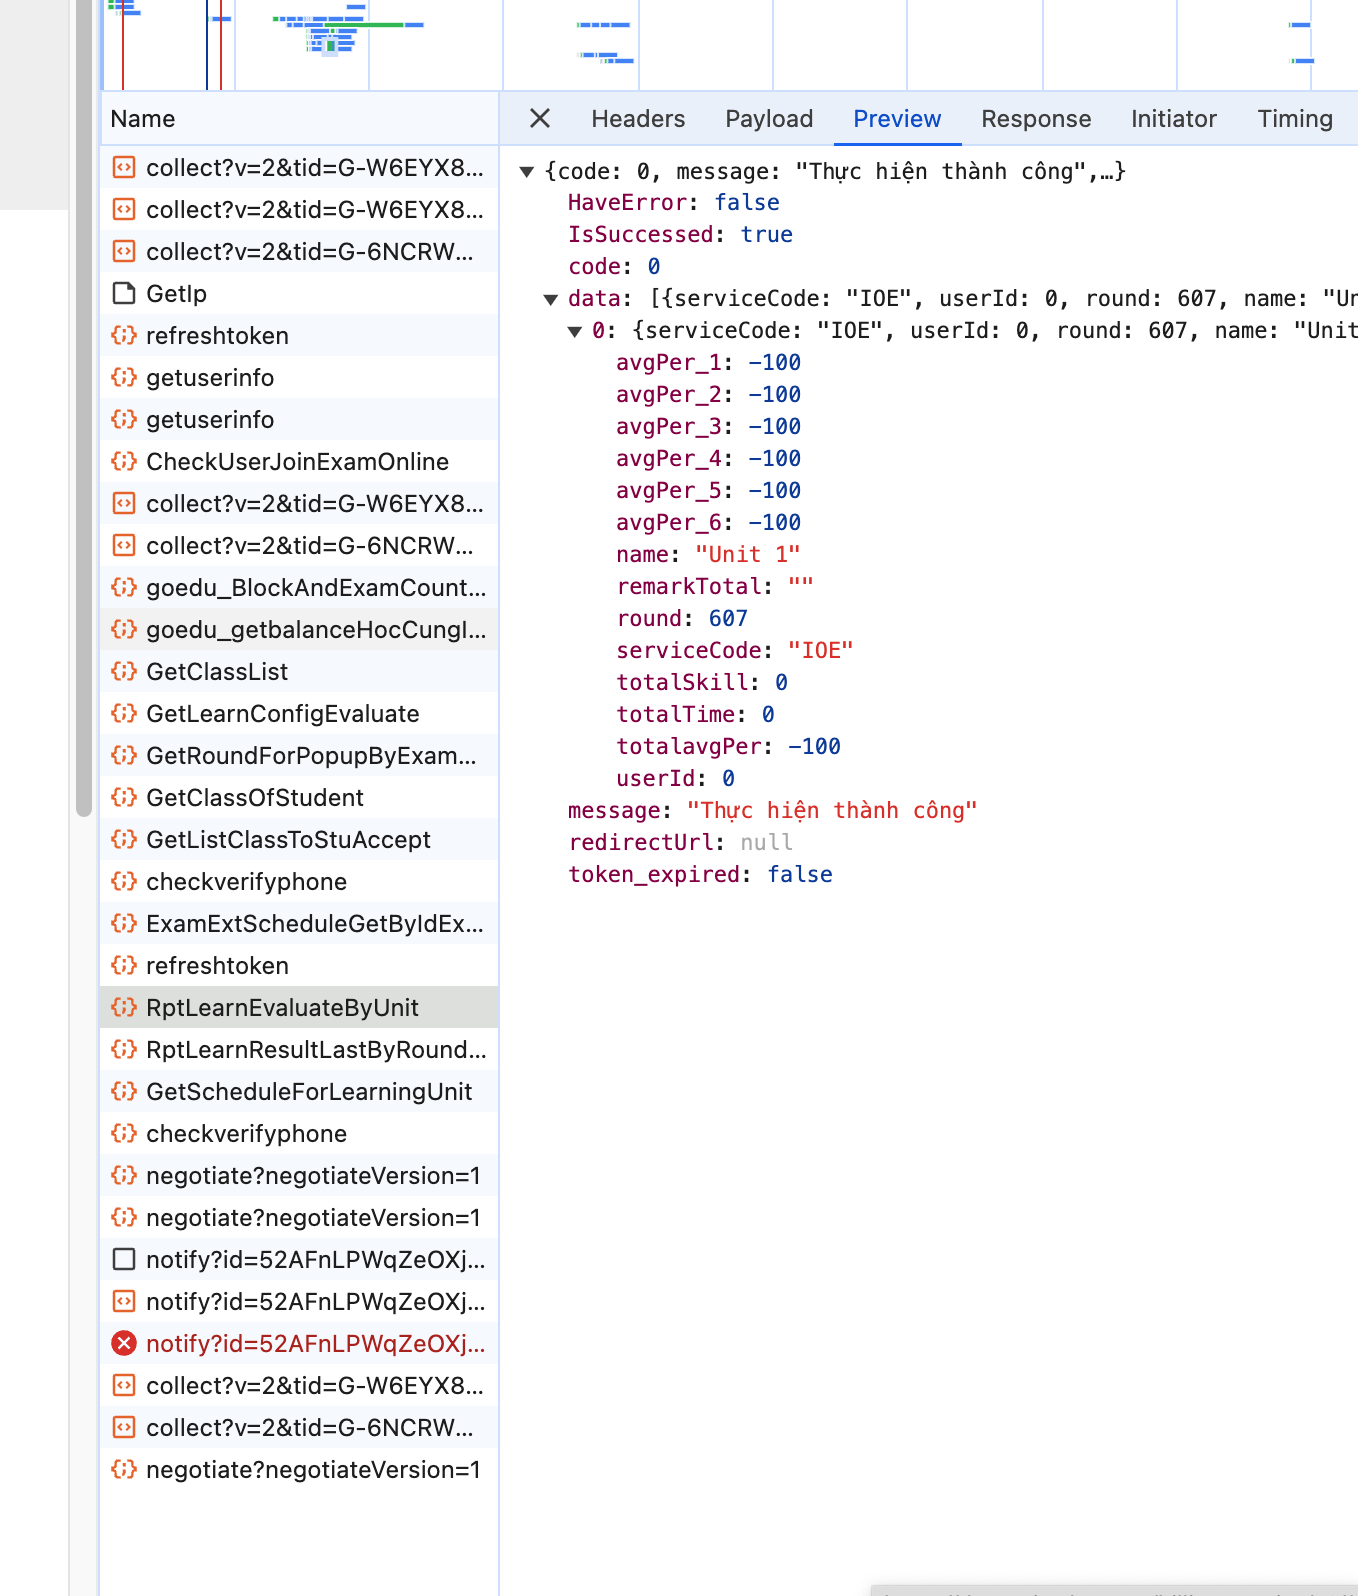 Name
Headers Payload Preview Response Initiator Timing
collect?v=2&tid=G-W6EYX8...
collect?v=2&tid=G-W6EYX8...
collect?v=2&tid=G-6NCRW...
GetIp
refreshtoken
getuserinfo
getuserinfo
CheckUserJoinExamOnline
collect?v=2&tid=G-W6EYX8...
collect?v=2&tid=G-6NCRW...
goedu_BlockAndExamCount...
goedu_getbalanceHocCungI...
GetClassList
GetLearnConfigEvaluate
GetRoundForPopupByExam...
GetClassOfStudent
GetListClassToStuAccept
checkverifyphone
ExamExtScheduleGetByIdEx...
refreshtoken
RptLearnEvaluateByUnit
RptLearnResultLastByRound...
GetScheduleForLearningUnit
checkverifyphone
negotiate?negotiateVersion=1
negotiate?negotiateVersion=1
notify?id=52AFnLPWqZeOXj...
notify?id=52AFnLPWqZeOXj...
notify?id=52AFnLPWqZeOXj...
collect?v=2&tid=G-W6EYX8...
collect?v=2&tid=G-6NCRW...
negotiate?negotiateVersion=1
{code: 0, message: "Thực hiện thành công",…}
HaveError: false
IsSuccessed: true
code: 0
data: [{serviceCode: "IOE", userId: 0, round: 607, name: "Un
0: {serviceCode: "IOE", userId: 0, round: 607, name: "Unit
avgPer_1: -100
avgPer_2: -100
avgPer_3: -100
avgPer_4: -100
avgPer_5: -100
avgPer_6: -100
name: "Unit 1"
remarkTotal: ""
round: 607
serviceCode: "IOE"
totalSkill: 0
totalTime: 0
totalavgPer: -100
userId: 0
message: "Thực hiện thành công"
redirectUrl: null
token_expired: false